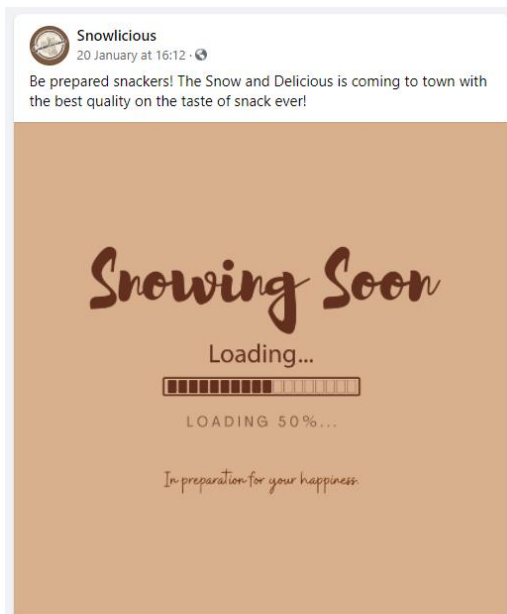 Snowlicious
20 January at 16:12 ·
Be prepared snackers! The Snow and Delicious is coming to town with
the best quality on the taste of snack ever!
Snowing Soon
Loading...
LOADING 50%...
In preparation for your happiness.